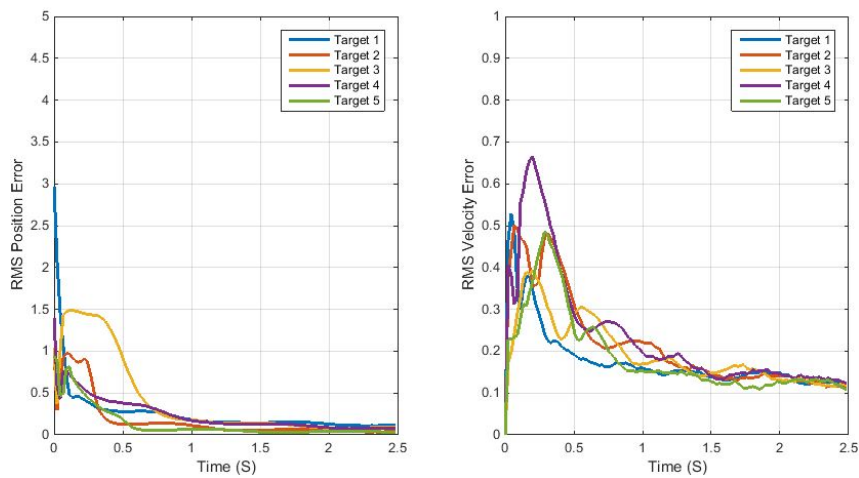 5
4.5
4
3.5
3
2.5
2
1.5
1
0.5
0
RMS Position Error
0
0.5
1
1.5
2
2.5
Time (S)
Target 1
Target 2
Target 3
Target 4
Target 5
1
0.9
0.8
0.7
0.6
0.5
0.4
0.3
0.2
0.1
0
RMS Velocity Error
0
0.5
1
1.5
2
2.5
Time (S)
Target 1
Target 2
Target 3
Target 4
Target 5